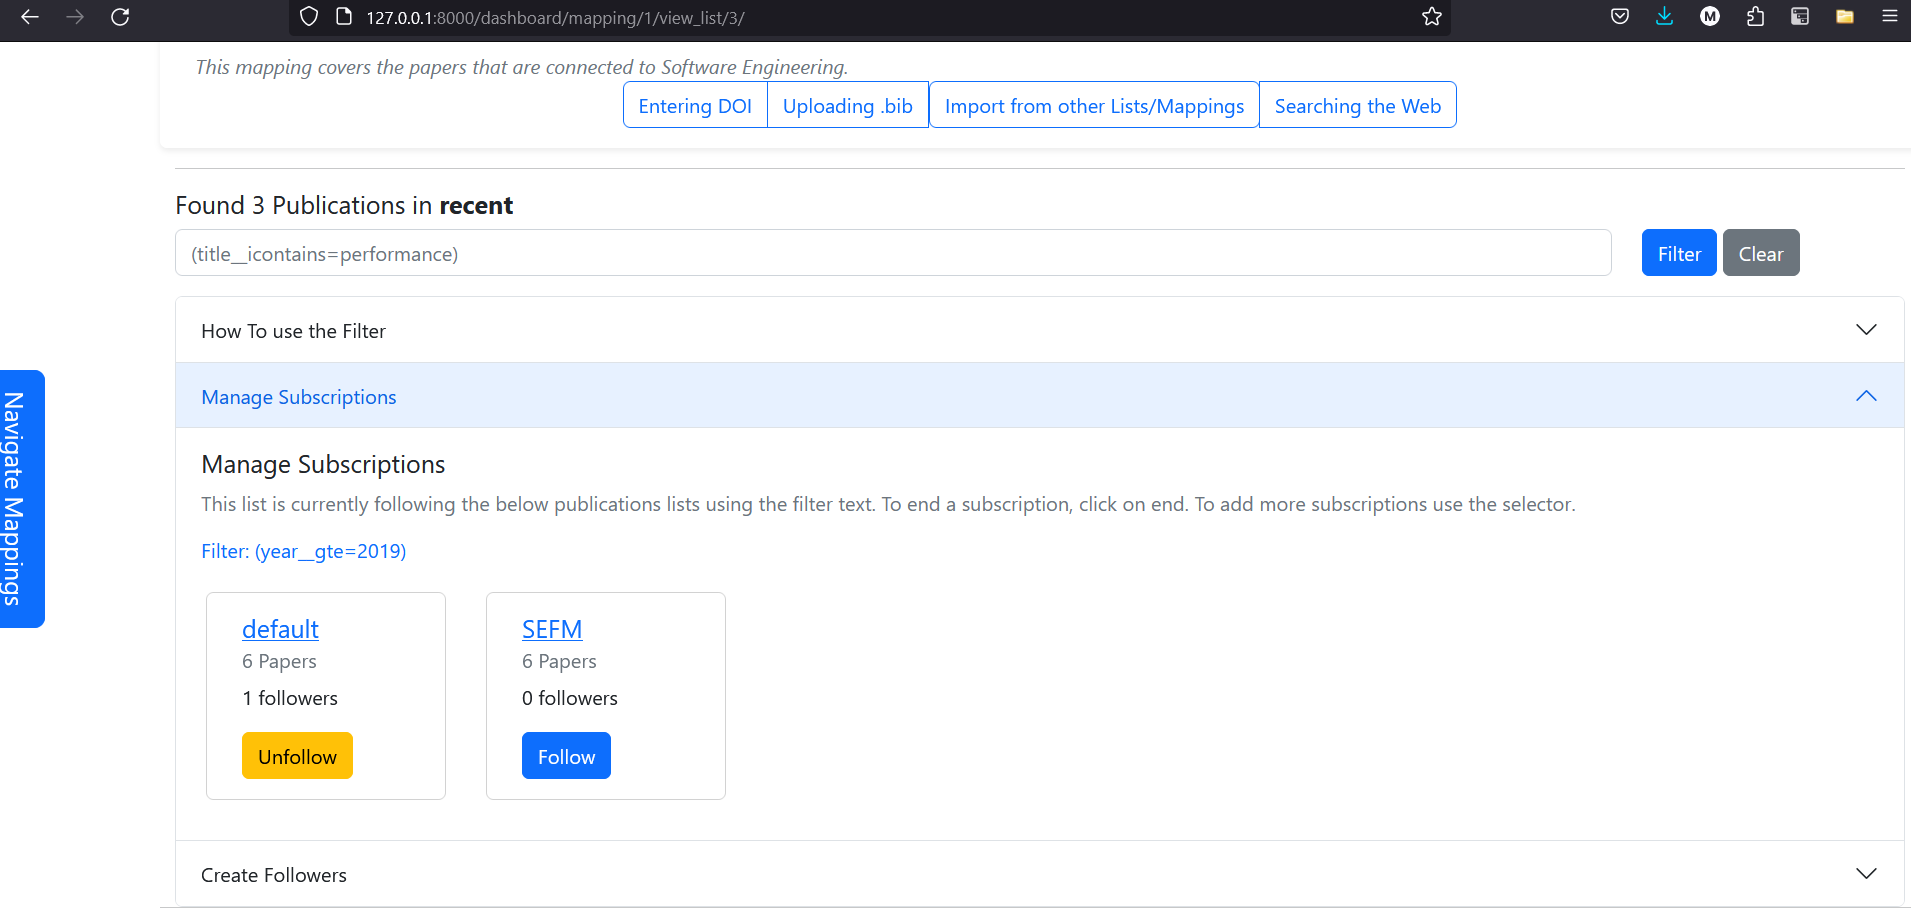 127.0.0.1:8000/dashboard/mapping/1/view_list/3/
M
This mapping covers the papers that are connected to Software Engineering.
Entering DOI Uploading .bib Import from other Lists/Mappings Searching the Web
Found 3 Publications in recent
(title__icontains=performance) Filter Clear
How To use the Filter
Manage Subscriptions
Navigate Mappings
Manage Subscriptions
This list is currently following the below publications lists using the filter text. To end a subscription, click on end. To add more subscriptions use the selector.
Filter: (year__gte=2019)
default
6 Papers
1 followers
Unfollow
SEFM
6 Papers
0 followers
Follow
Create Followers